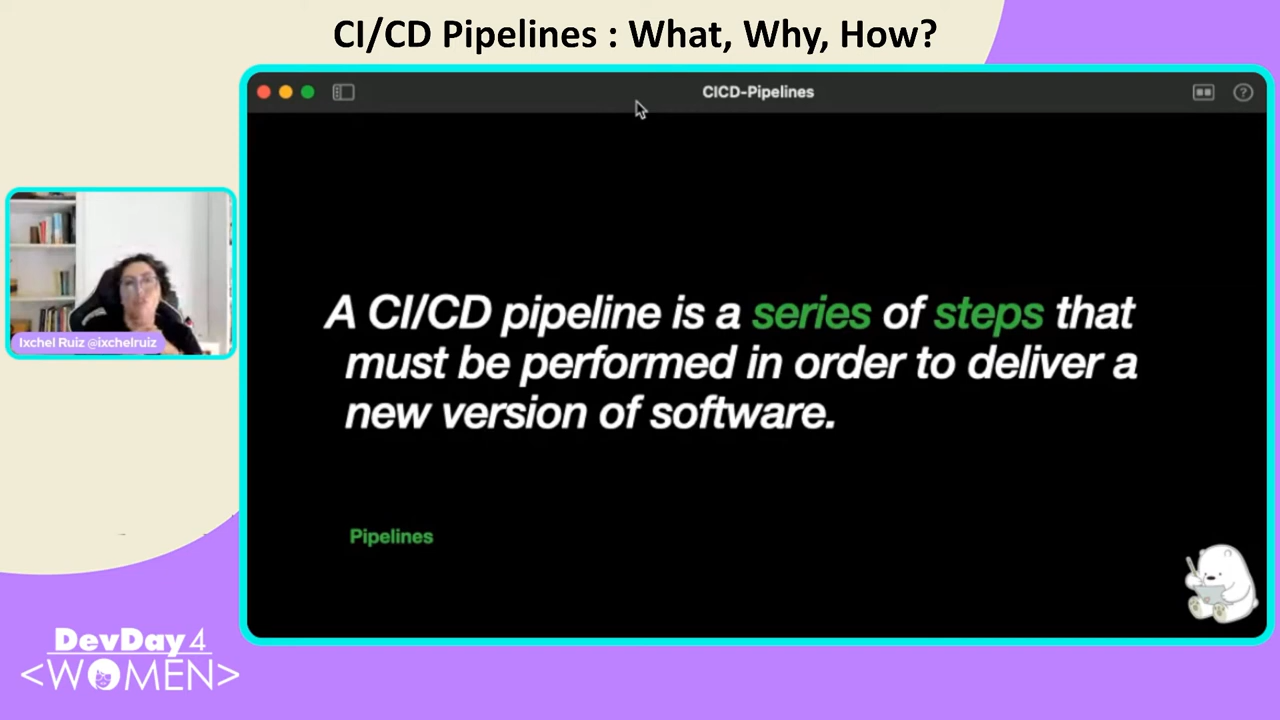 CI/CD Pipelines : What, Why, How?
CICD-Pipelines
A CI/CD pipeline is a series of steps that
must be performed in order to deliver a
new version of software.
Pipelines
Ixchel Ruiz @ixchelruiz
DevDay4
<WOMEN>